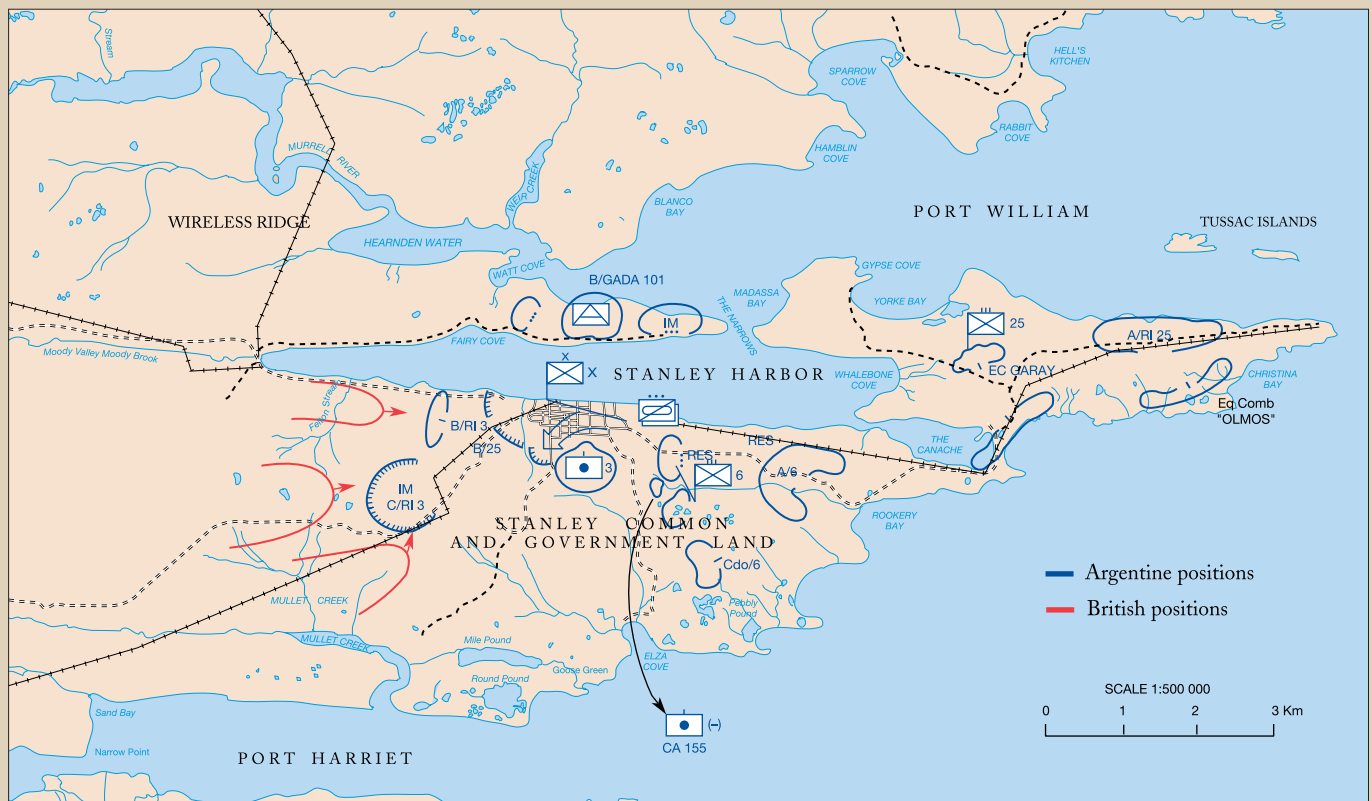 Stream
HELL'S
KITCHEN
SPARROW
COVE
RABBIT
COVE
HAMBLIN
COVE
MURRELL
RIVER
WEIR CREEK
BLANCO
BAY
WIRELESS RIDGE
PORT WILLIAM
TUSSAC ISLANDS
HEARNDEN WATER
WATT COVE
B/GADA 101
GYPSE COVE
MADASSA
BAY
YORKE BAY
THE NARROWS
IM
25
A/RI 25
FAIRY COVE
Moody Valley Moody Brook
X
X
STANLEY HARBOR
WHALEBONE
COVE
EC GARAY
CHRISTINA
BAY
Eq.Comb
"OLMOS"
Felton Stream
B/RI 3
B/25
RES
THE
CANACHE
3
RES
6
A/6
IM
C/RI 3
ROOKERY
BAY
STANLEY COMMON
AND GOVERNMENT LAND
Cdo/6
Argentine positions
British positions
MULLET CREEK
Pebbly
Pound
MULLET CREEK
Mile Pound
Goose Green
ELZA
COVE
Round Pound
SCALE 1:500 000
0 1 2 3 Km
Sand Bay
(–)
CA 155
Narrow Point
PORT HARRIET